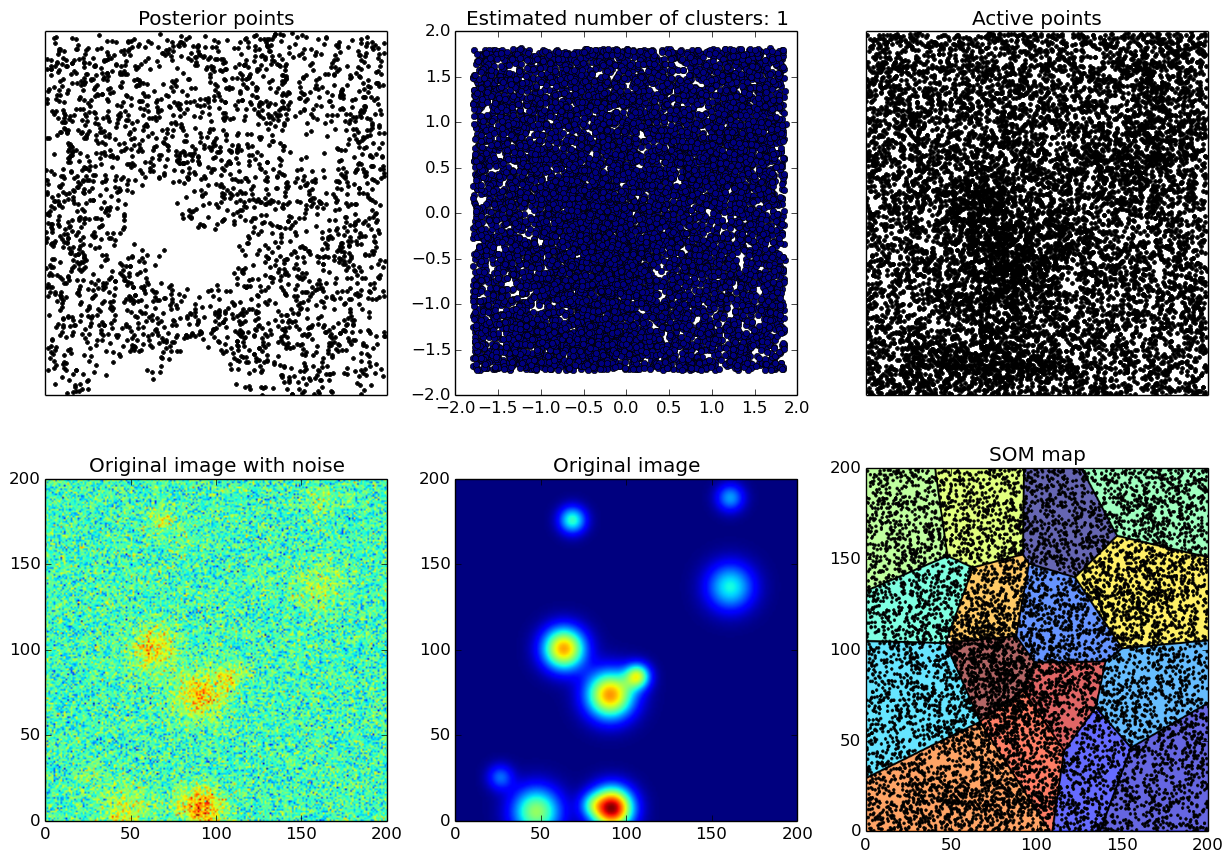 Posterior points
Estimated number of clusters: 1
Active points
2.0
1.5
1.0
0.5
0.0
−0.5
−1.0
−1.5
−2.0
−2.0 −1.5 −1.0 −0.5 0.0 0.5 1.0 1.5 2.0
Original image with noise
Original image
SOM map
200
150
100
50
0
0 50 100 150 200
200
150
100
50
0
0 50 100 150 200
200
150
100
50
0
0 50 100 150 200